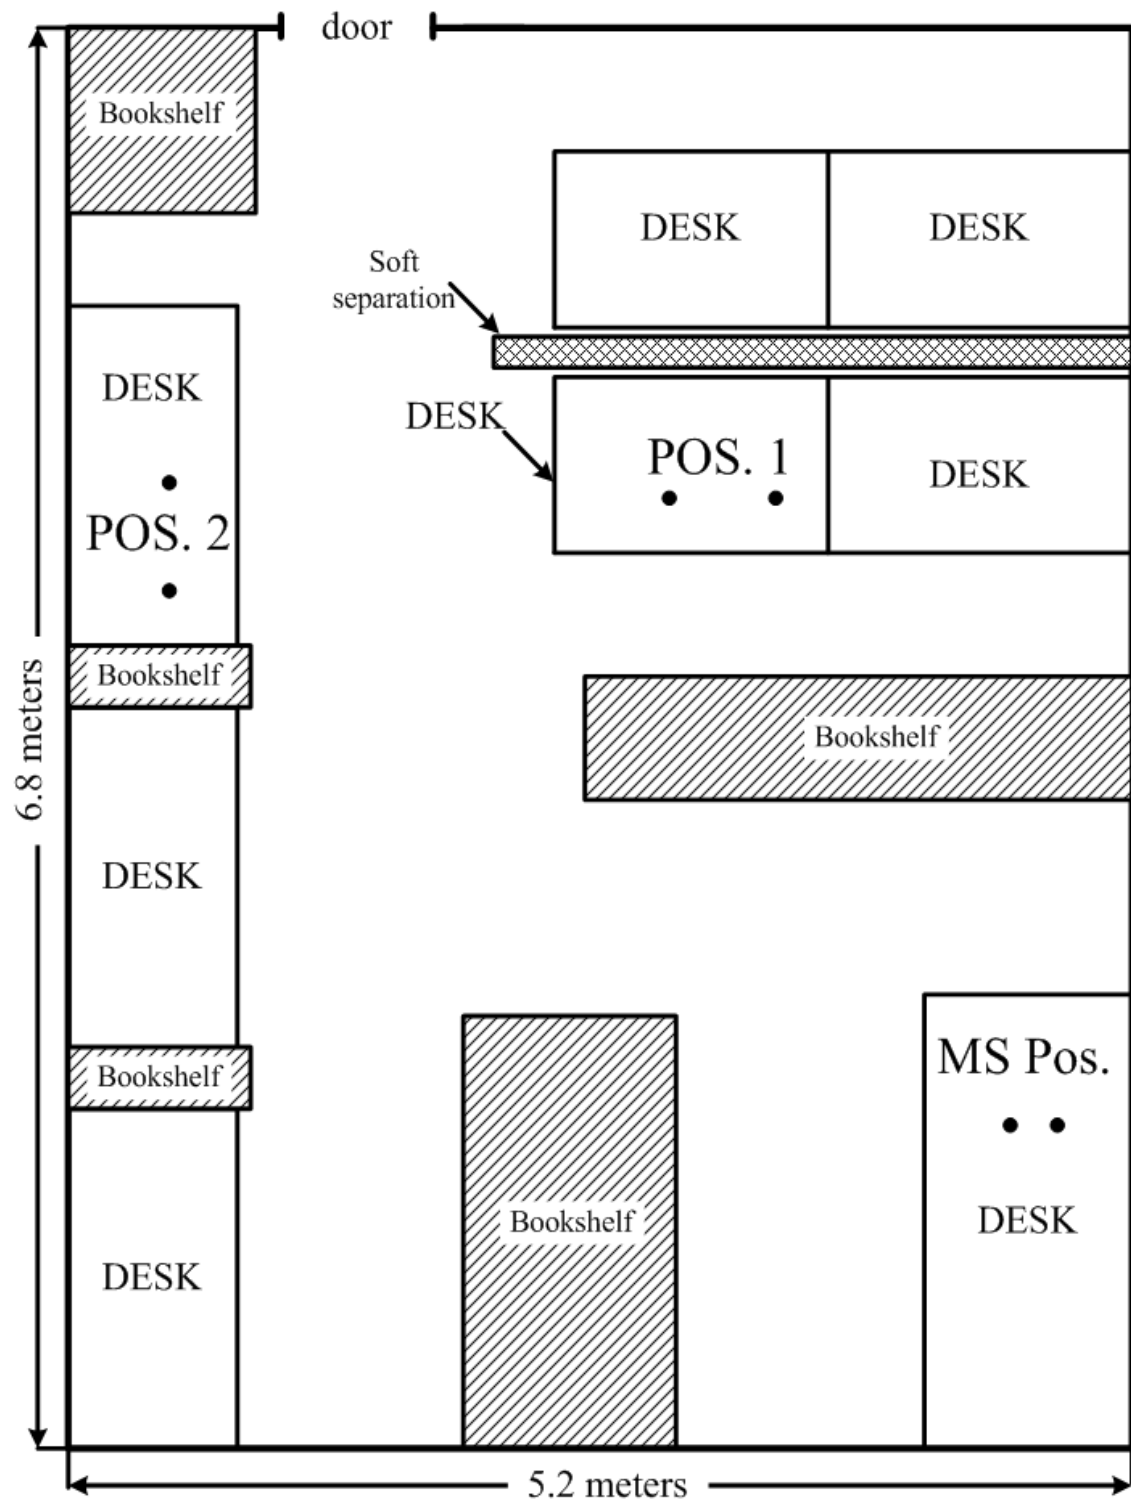 door
Bookshelf
DESK
DESK
Soft
separation
DESK
DESK
POS. 1
DESK
POS. 2
Bookshelf
Bookshelf
6.8 meters
DESK
MS Pos.
Bookshelf
Bookshelf
DESK
DESK
5.2 meters